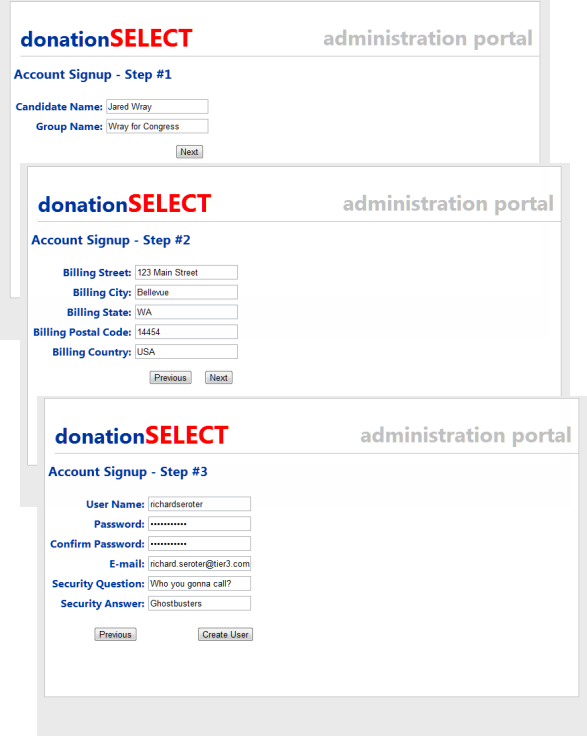 donationSELECT administration portal
Account Signup - Step #1
Candidate Name: Jared Wray
Group Name: Wray for Congress
Next
donationSELECT administration portal
Account Signup - Step #2
Billing Street: 123 Main Street
Billing City: Bellevue
Billing State: WA
Billing Postal Code: 14454
Billing Country: USA
Previous Next
donationSELECT administration portal
Account Signup - Step #3
User Name: richardseroter
Password: •••••••••••
Confirm Password: •••••••••••
E-mail: richard.seroter@tier3.com
Security Question: Who you gonna call?
Security Answer: Ghostbusters
Previous Create User